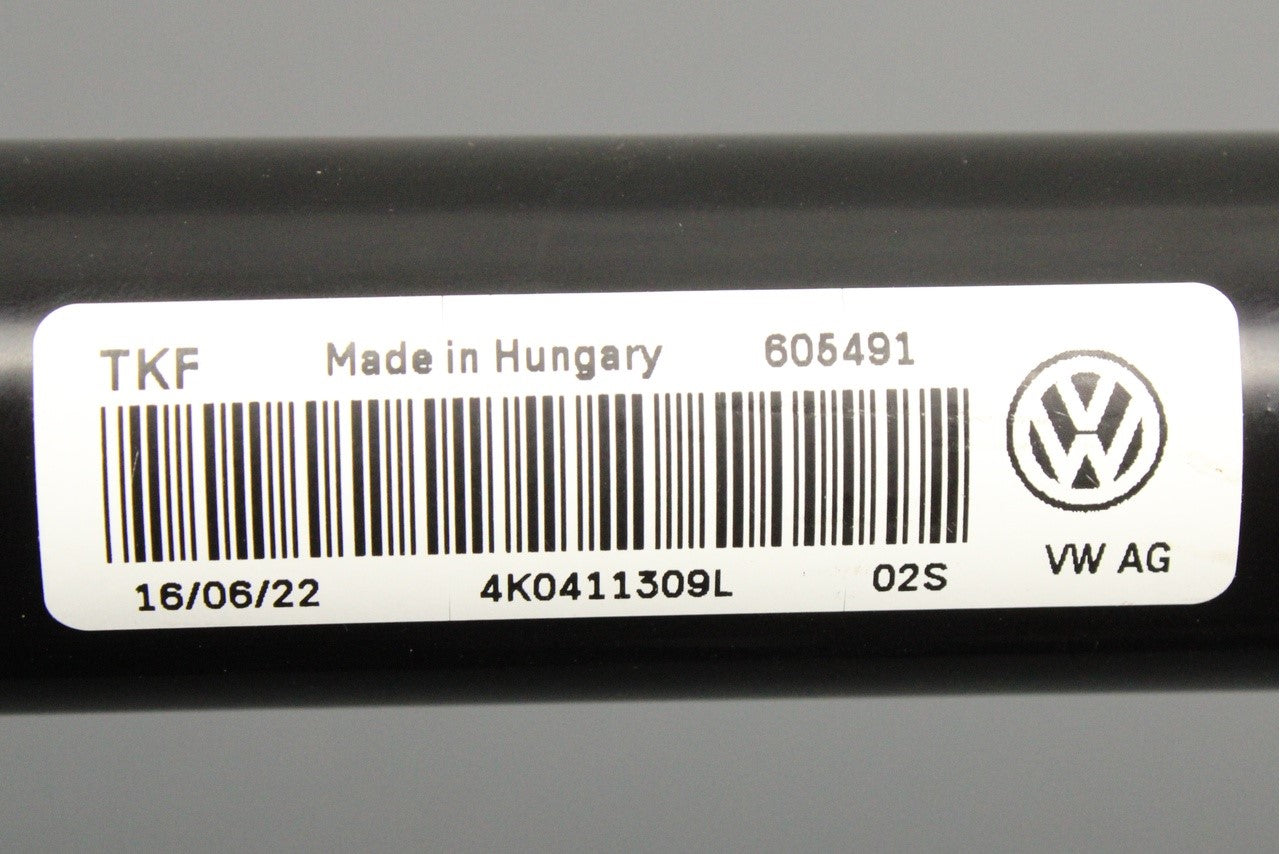 TKF Made in Hungary 605491
16/06/22 4K0411309L 02S
VW AG